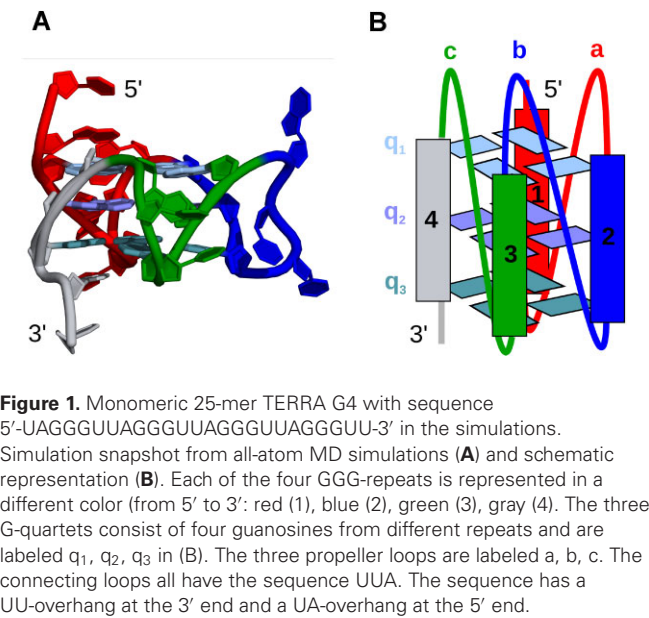 A
B
c
b
a
5'
5'
q1
q2
q3
1
2
3
4
3'
3'
Figure 1. Monomeric 25-mer TERRA G4 with sequence
5′-UAGGGUUAGGGUUAGGGUUAGGGUU-3′ in the simulations.
Simulation snapshot from all-atom MD simulations (A) and schematic
representation (B). Each of the four GGG-repeats is represented in a
different color (from 5′ to 3′: red (1), blue (2), green (3), gray (4). The three
G-quartets consist of four guanosines from different repeats and are
labeled q₁, q₂, q₃ in (B). The three propeller loops are labeled a, b, c. The
connecting loops all have the sequence UUA. The sequence has a
UU-overhang at the 3′ end and a UA-overhang at the 5′ end.